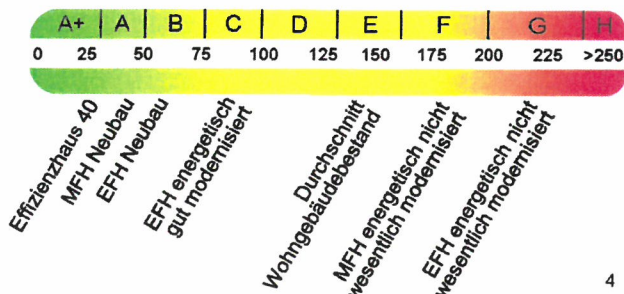 A+ A B C D E F G H
0 25 50 75 100 125 150 175 200 225 >250
Effizienzhaus 40
MFH Neubau
EFH Neubau
EFH energetisch
gut modernisiert
Durchschnitt
Wohngebäudebestand
MFH energetisch nicht
wesentlich modernisiert
EFH energetisch nicht
wesentlich modernisiert
4